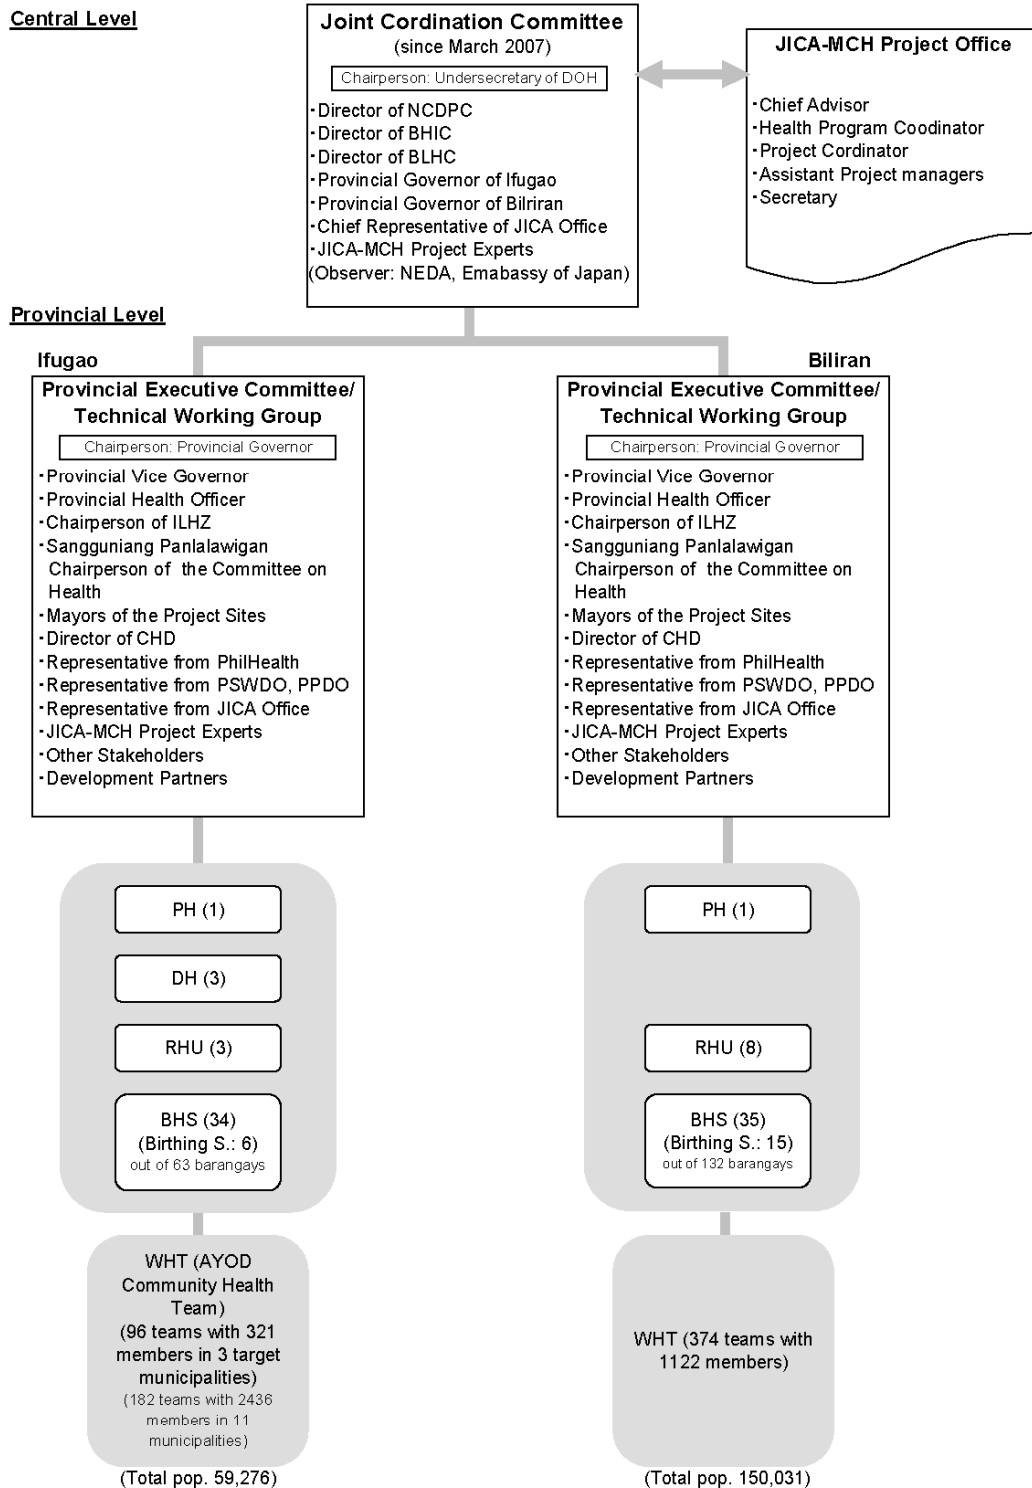 Central Level
Joint Cordination Committee
(since March 2007)
Chairperson: Undersecretary of DOH
・Director of NCDPC
・Director of BHIC
・Director of BLHC
・Provincial Governor of Ifugao
・Provincial Governor of Bilriran
・Chief Representative of JICA Office
・JICA-MCH Project Experts
(Observer: NEDA, Emabassy of Japan)
JICA-MCH Project Office
・Chief Advisor
・Health Program Coodinator
・Project Cordinator
・Assistant Project managers
・Secretary
Provincial Level
Ifugao
Provincial Executive Committee/
Technical Working Group
Chairperson: Provincial Governor
・Provincial Vice Governor
・Provincial Health Officer
・Chairperson of ILHZ
・Sangguniang Panlalawigan
Chairperson of the Committee on
Health
・Mayors of the Project Sites
・Director of CHD
・Representative from PhilHealth
・Representative from PSWDO, PPDO
・Representative from JICA Office
・JICA-MCH Project Experts
・Other Stakeholders
・Development Partners
PH (1)
DH (3)
RHU (3)
BHS (34)
(Birthing S.: 6)
out of 63 barangays
WHT (AYOD
Community Health
Team)
(96 teams with 321
members in 3 target
municipalities)
(182 teams with 2436
members in 11
municipalities)
(Total pop. 59,276)
Biliran
Provincial Executive Committee/
Technical Working Group
Chairperson: Provincial Governor
・Provincial Vice Governor
・Provincial Health Officer
・Chairperson of ILHZ
・Sangguniang Panlalawigan
Chairperson of the Committee on
Health
・Mayors of the Project Sites
・Director of CHD
・Representative from PhilHealth
・Representative from PSWDO, PPDO
・Representative from JICA Office
・JICA-MCH Project Experts
・Other Stakeholders
・Development Partners
PH (1)
RHU (8)
BHS (35)
(Birthing S.: 15)
out of 132 barangays
WHT (374 teams with
1122 members)
(Total pop. 150,031)